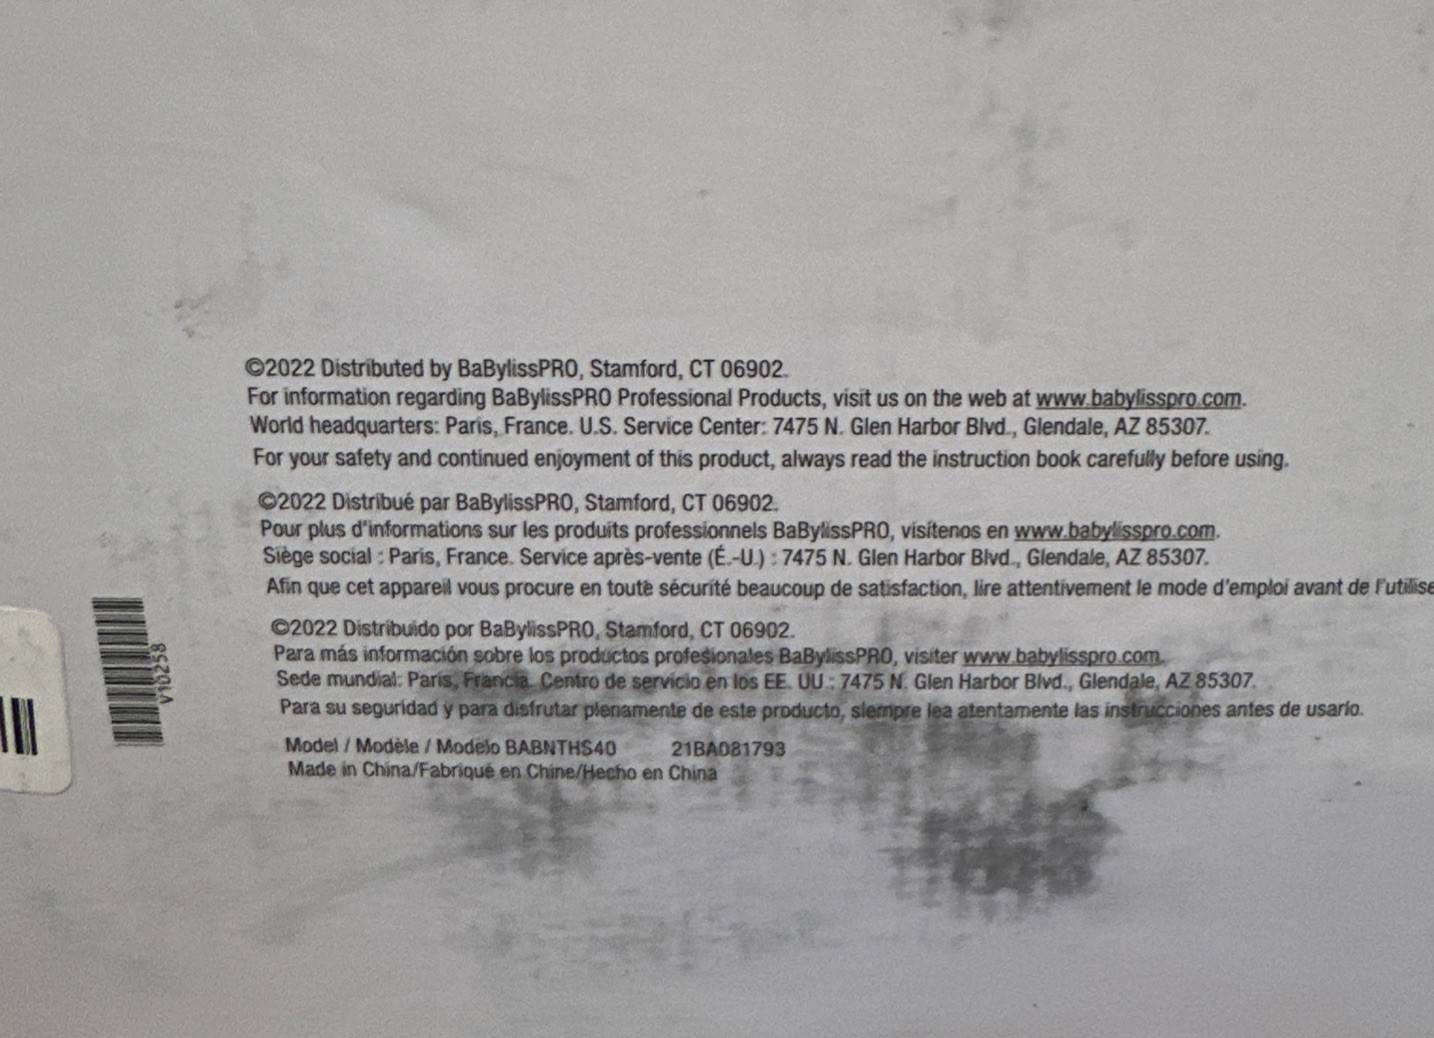 ©2022 Distributed by BaBylissPRO, Stamford, CT 06902.
For information regarding BaBylissPRO Professional Products, visit us on the web at www.babylisspro.com.
World headquarters: Paris, France. U.S. Service Center: 7475 N. Glen Harbor Blvd., Glendale, AZ 85307.
For your safety and continued enjoyment of this product, always read the instruction book carefully before using.
©2022 Distribué par BaBylissPRO, Stamford, CT 06902.
Pour plus d'informations sur les produits professionnels BaBylissPRO, visitenos en www.babylisspro.com.
Siège social : Paris, France. Service après-vente (É.-U.) : 7475 N. Glen Harbor Blvd., Glendale, AZ 85307.
Afin que cet appareil vous procure en toute sécurité beaucoup de satisfaction, lire attentivement le mode d'emploi avant de l'utilise
©2022 Distribuido por BaBylissPRO, Stamford, CT 06902.
Para más información sobre los productos profesionales BaBylissPRO, visiter www.babylisspro.com.
Sede mundial: Paris, Francia. Centro de servicio en los EE. UU : 7475 N. Glen Harbor Blvd., Glendale, AZ 85307.
Para su seguridad y para disfrutar plenamente de este producto, siempre lea atentamente las instrucciones antes de usarlo.
Model / Modèle / Modelo BABNTHS40 21BA081793
Made in China/Fabriqué en Chine/Hecho en China
V10258